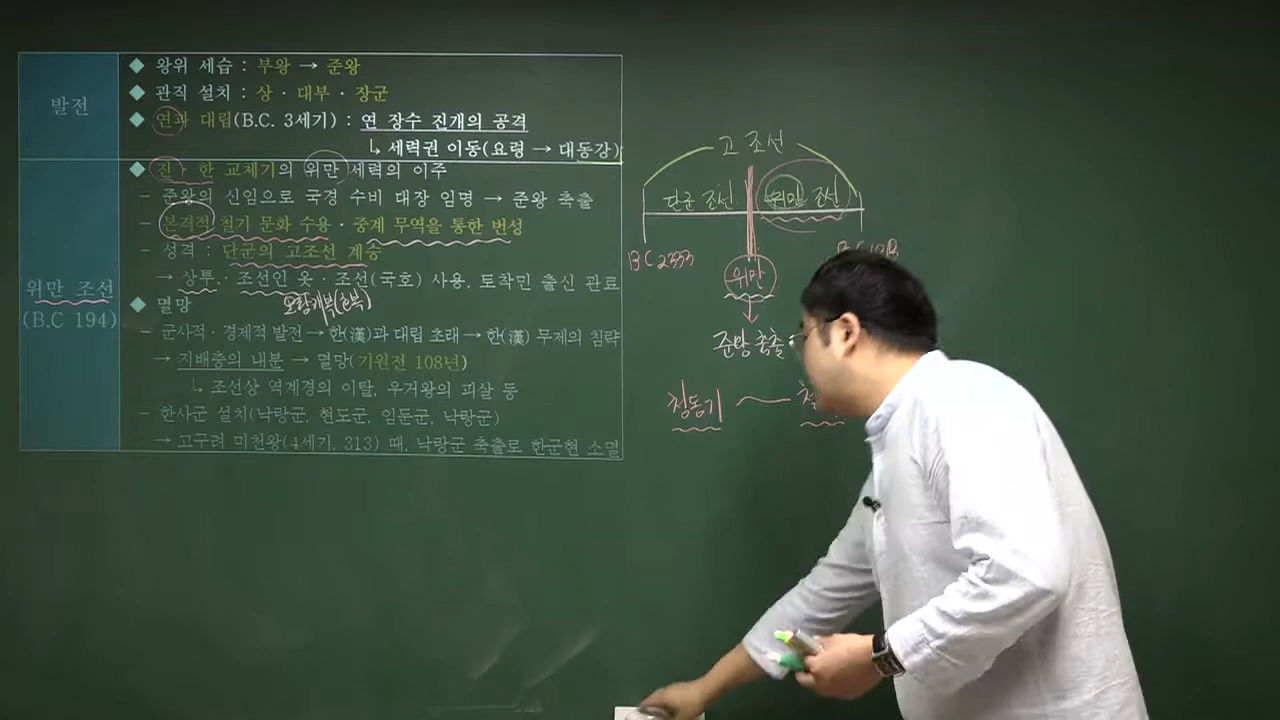 발전
◆ 왕위 세습 : 부왕 → 준왕
◆ 관직 설치 : 상 · 대부 · 장군
◆ 연과 대립(B.C. 3세기) : 연 장수 진개의 공격
↳ 세력권 이동(요령 → 대동강)
위만 조선
(B.C 194)
◆ 진 · 한 교체기의 위만 세력의 이주
- 준왕의 신임으로 국경 수비 대장 임명 → 준왕 축출
- 본격적 철기 문화 수용 · 중계 무역을 통한 번성
- 성격 : 단군의 고조선 계승
→ 상투 · 조선인 옷 · 조선(국호) 사용, 토착민 출신 관료
오랑캐복(호복)
◆ 멸망
- 군사적 · 경제적 발전 → 한(漢)과 대립 초래 → 한(漢) 무제의 침략
→ 지배층의 내분 → 멸망(기원전 108년)
↳ 조선상 역계경의 이탈, 우거왕의 피살 등
- 한사군 설치(낙랑군, 현도군, 임둔군, 낙랑군)
→ 고구려 미천왕(4세기, 313) 때, 낙랑군 축출로 한군현 소멸
고 조선
단군 조선
위만 조선
BC2333
위만
준왕 축출
청동기